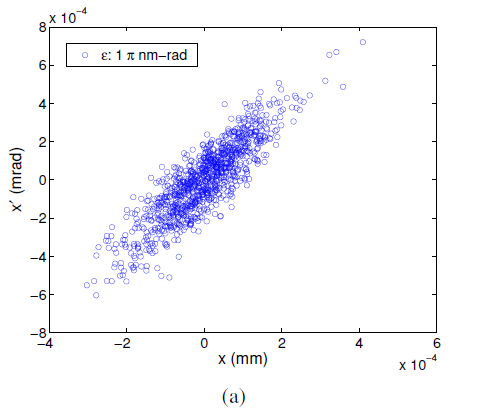 x 10⁻⁴
8
ε: 1 π nm−rad
6
4
2
0
−2
−4
−6
−8
x′ (mrad)
−4 −2 0 2 4 6
x (mm)
x 10⁻⁴
(a)